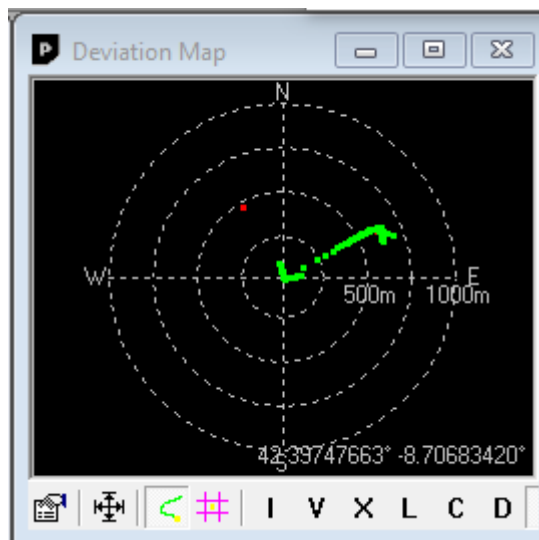 P Deviation Map
N
W E
500m 1000m
S
42.39747663° -8.70683420°
I V X L C D